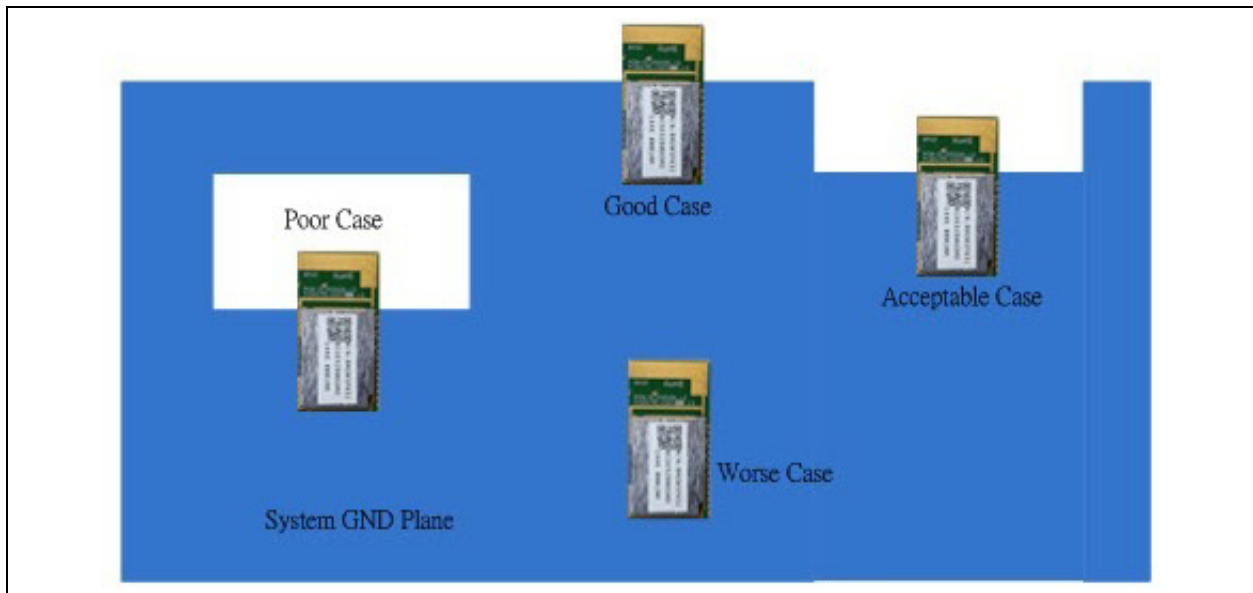 Good Case
Poor Case
Acceptable Case
Worse Case
System GND Plane